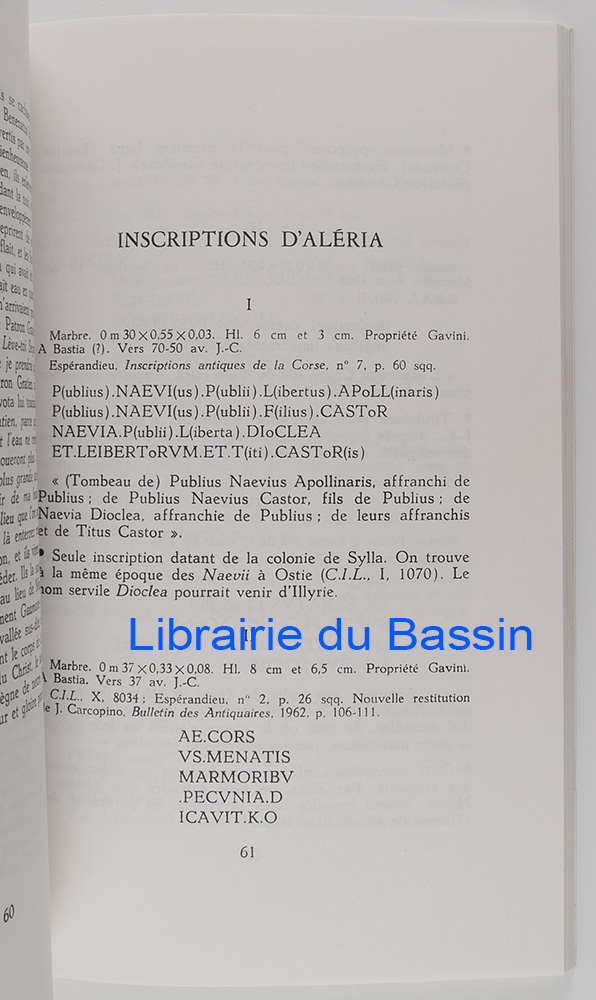 INSCRIPTIONS D'ALÉRIA
I
Marbre. 0 m 30×0,55×0,03. Hl. 6 cm et 3 cm. Propriété Gavini.
A Bastia (?). Vers 70-50 av. J.-C.
Espérandieu, Inscriptions antiques de la Corse, nº 7, p. 60 sqq.
P(ublius).NAEVI(us).P(ublii).L(ibertus).APoLL(inaris)
P(ublius).NAEVI(us).P(ublii).F(ilius).CASToR
NAEVIA.P(ublii).L(iberta).DIoCLEA
ET.LEIBERToRVM.ET.T(iti).CASToR(is)
« (Tombeau de) Publius Naevius Apollinaris, affranchi de
Publius ; de Publius Naevius Castor, fils de Publius ; de
Naevia Dioclea, affranchie de Publius ; de leurs affranchis
et de Titus Castor ».
• Seule inscription datant de la colonie de Sylla. On trouve
à la même époque des Naevii à Ostie (C.I.L., I, 1070). Le
nom servile Dioclea pourrait venir d'Illyrie.
Librairie du Bassin
Marbre. 0 m 37×0,33×0,08. Hl. 8 cm et 6,5 cm. Propriété Gavini.
A Bastia. Vers 37 av. J.-C.
C.I.L., X, 8034 ; Espérandieu, nº 2, p. 26 sqq. Nouvelle restitution
de J. Carcopino, Bulletin des Antiquaires, 1962, p. 106-111.
AE.CORS
VS.MENATIS
MARMORIBV
.PECVNIA.D
ICAVIT.K.O
61
60